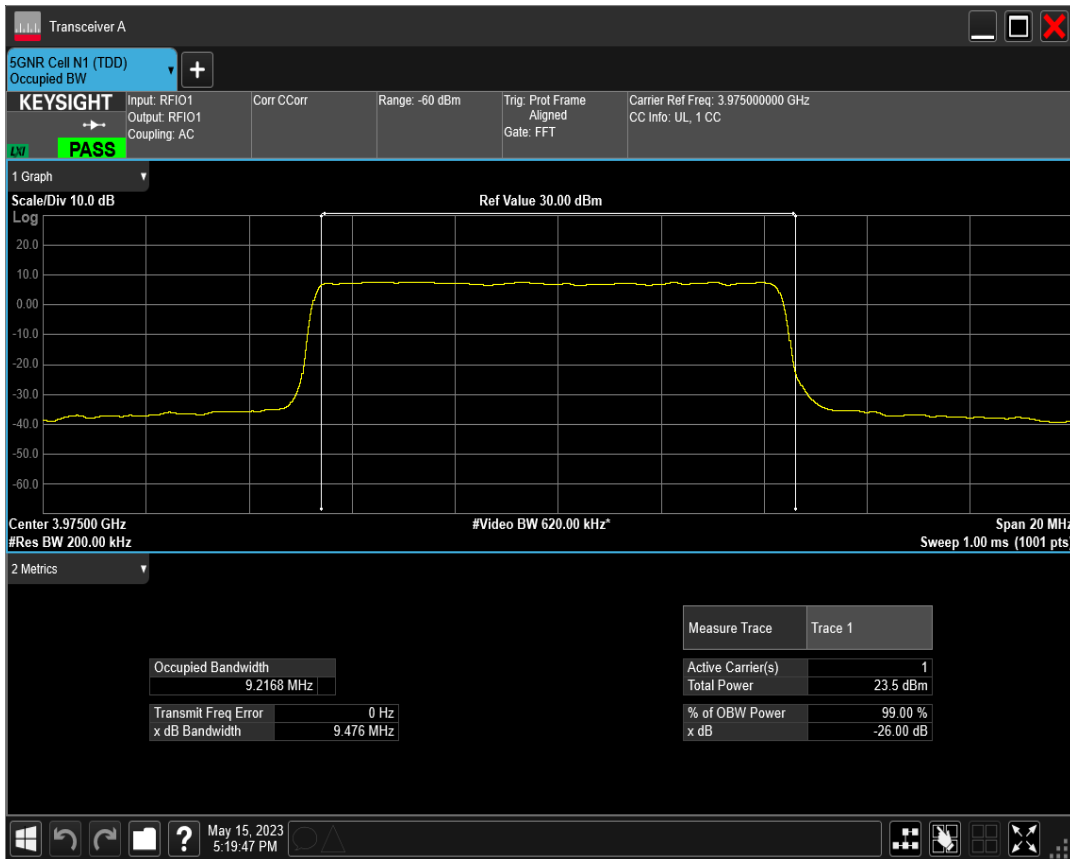 Transceiver A
5GNR Cell N1 (TDD)
Occupied BW
+
KEYSIGHT
LXI
PASS
Input: RFIO1
Output: RFIO1
Coupling: AC
Corr CCorr
Range: -60 dBm
Trig: Prot Frame
Aligned
Gate: FFT
Carrier Ref Freq: 3.975000000 GHz
CC Info: UL, 1 CC
1 Graph
Scale/Div 10.0 dB
Ref Value 30.00 dBm
Log
20.0
10.0
0.00
-10.0
-20.0
-30.0
-40.0
-50.0
-60.0
Center 3.97500 GHz
#Video BW 620.00 kHz*
Span 20 MHz
#Res BW 200.00 kHz
Sweep 1.00 ms (1001 pts)
2 Metrics
Measure Trace Trace 1
Occupied Bandwidth
9.2168 MHz
Active Carrier(s) 1
Total Power 23.5 dBm
Transmit Freq Error 0 Hz
x dB Bandwidth 9.476 MHz
% of OBW Power 99.00 %
x dB -26.00 dB
?
May 15, 2023
5:19:47 PM